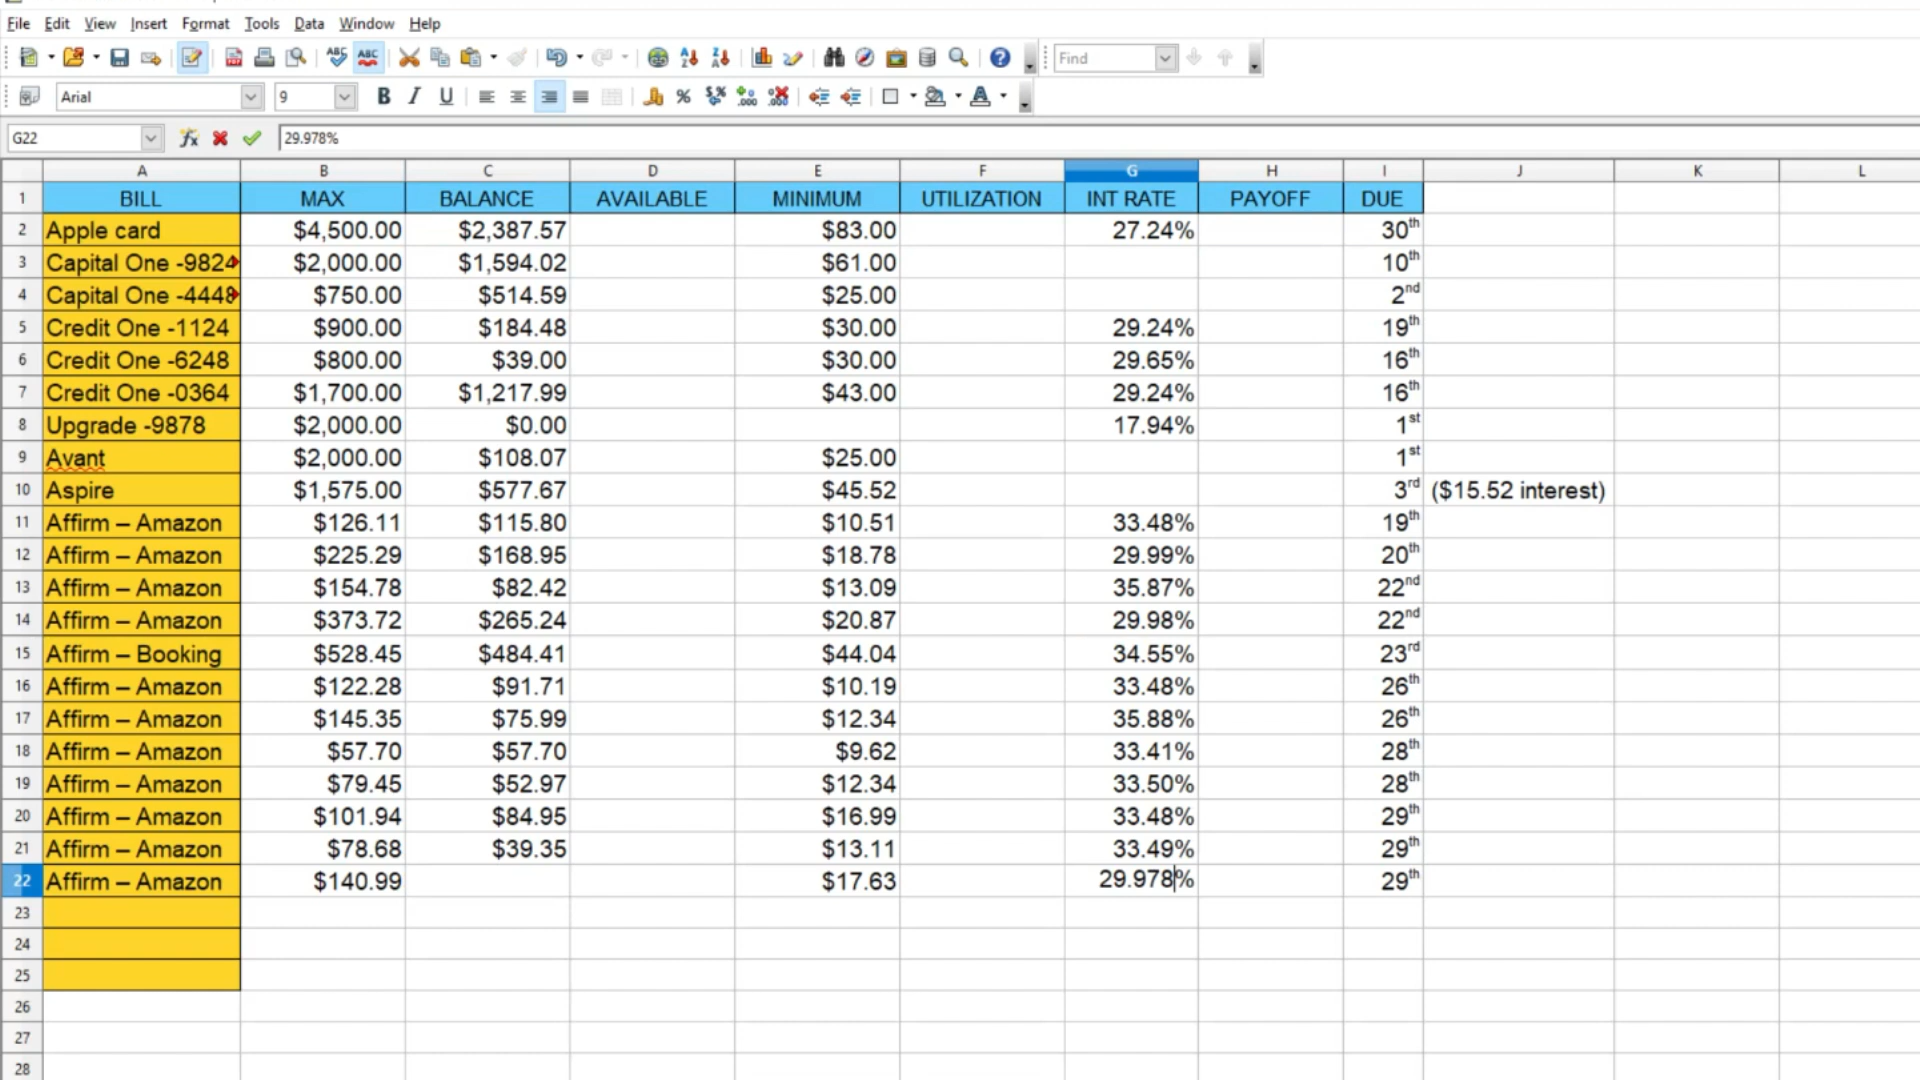 File Edit View Insert Format Tools Data Window Help
Find
Arial 9
G22 29.978%
A B C D E F G H I J K L
1 BILL MAX BALANCE AVAILABLE MINIMUM UTILIZATION INT RATE PAYOFF DUE
2 Apple card $4,500.00 $2,387.57 $83.00 27.24% 30th
3 Capital One -9824 $2,000.00 $1,594.02 $61.00 10th
4 Capital One -4448 $750.00 $514.59 $25.00 2nd
5 Credit One -1124 $900.00 $184.48 $30.00 29.24% 19th
6 Credit One -6248 $800.00 $39.00 $30.00 29.65% 16th
7 Credit One -0364 $1,700.00 $1,217.99 $43.00 29.24% 16th
8 Upgrade -9878 $2,000.00 $0.00 17.94% 1st
9 Avant $2,000.00 $108.07 $25.00 1st
10 Aspire $1,575.00 $577.67 $45.52 3rd ($15.52 interest)
11 Affirm – Amazon $126.11 $115.80 $10.51 33.48% 19th
12 Affirm – Amazon $225.29 $168.95 $18.78 29.99% 20th
13 Affirm – Amazon $154.78 $82.42 $13.09 35.87% 22nd
14 Affirm – Amazon $373.72 $265.24 $20.87 29.98% 22nd
15 Affirm – Booking $528.45 $484.41 $44.04 34.55% 23rd
16 Affirm – Amazon $122.28 $91.71 $10.19 33.48% 26th
17 Affirm – Amazon $145.35 $75.99 $12.34 35.88% 26th
18 Affirm – Amazon $57.70 $57.70 $9.62 33.41% 28th
19 Affirm – Amazon $79.45 $52.97 $12.34 33.50% 28th
20 Affirm – Amazon $101.94 $84.95 $16.99 33.48% 29th
21 Affirm – Amazon $78.68 $39.35 $13.11 33.49% 29th
22 Affirm – Amazon $140.99 $17.63 29.978% 29th
23
24
25
26
27
28